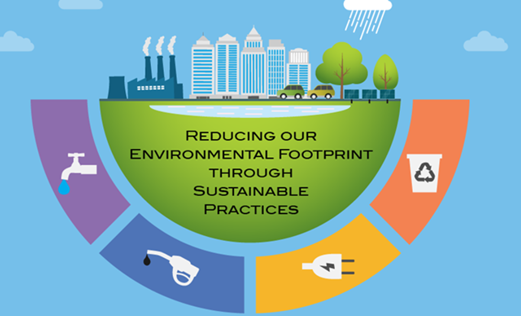 Reducing our
Environmental Footprint
through
Sustainable
Practices